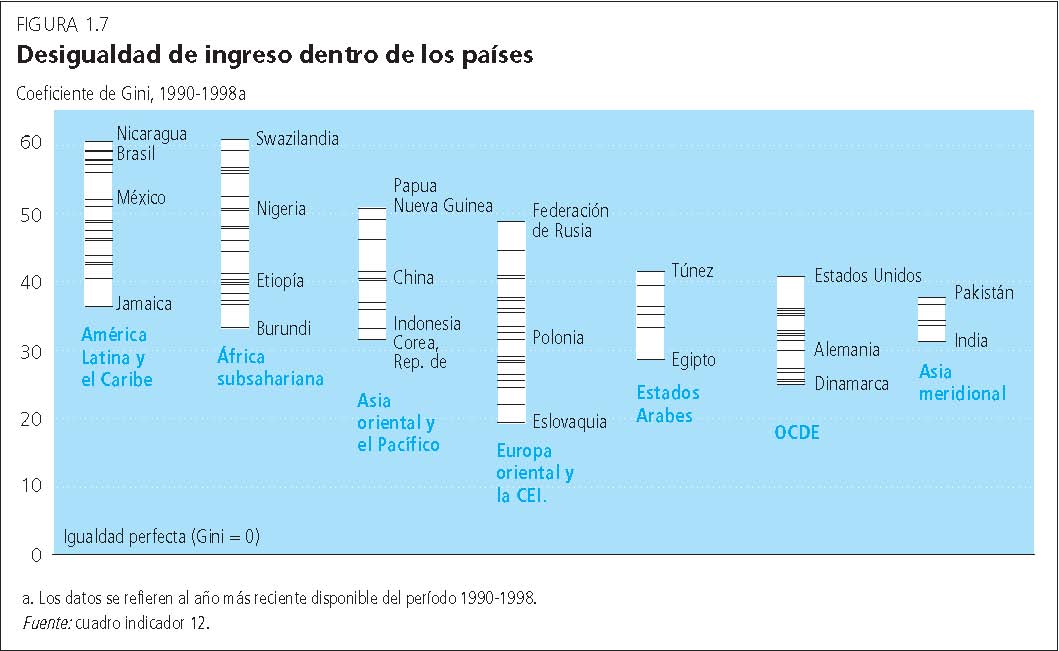 FIGURA 1.7
Desigualdad de ingreso dentro de los países
Coeficiente de Gini, 1990-1998a
60
50
40
30
20
10
0
Nicaragua
Brasil
México
Jamaica
América
Latina y
el Caribe
Swazilandia
Nigeria
Etiopía
Burundi
África
subsahariana
Papua
Nueva Guinea
China
Indonesia
Corea,
Rep. de
Asia
oriental y
el Pacífico
Federación
de Rusia
Polonia
Eslovaquia
Europa
oriental y
la CEI.
Túnez
Egipto
Estados
Arabes
Estados Unidos
Alemania
Dinamarca
OCDE
Pakistán
India
Asia
meridional
Igualdad perfecta (Gini = 0)
a. Los datos se refieren al año más reciente disponible del período 1990-1998.
Fuente: cuadro indicador 12.